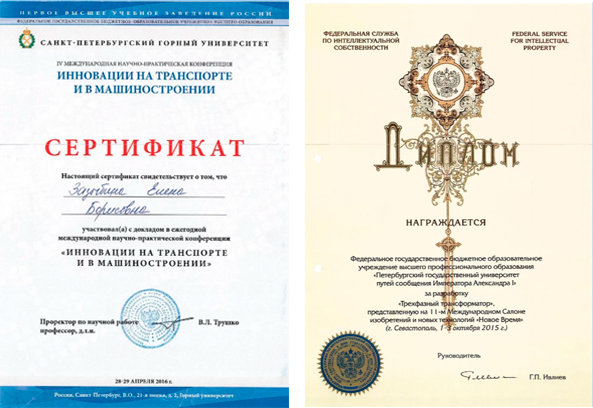 ПЕРВОЕ ВЫСШЕЕ ТЕХНИЧЕСКОЕ УЧЕБНОЕ ЗАВЕДЕНИЕ РОССИИ
ФЕДЕРАЛЬНОЕ ГОСУДАРСТВЕННОЕ БЮДЖЕТНОЕ ОБРАЗОВАТЕЛЬНОЕ УЧРЕЖДЕНИЕ ВЫСШЕГО ОБРАЗОВАНИЯ
САНКТ-ПЕТЕРБУРГСКИЙ ГОРНЫЙ УНИВЕРСИТЕТ
IV МЕЖДУНАРОДНАЯ НАУЧНО-ПРАКТИЧЕСКАЯ КОНФЕРЕНЦИЯ
ИННОВАЦИИ НА ТРАНСПОРТЕ
И В МАШИНОСТРОЕНИИ
СЕРТИФИКАТ
Настоящий сертификат свидетельствует о том, что
Елена
Борисовна
участвовал(а) с докладом в ежегодной
международной научно-практической конференции
«ИННОВАЦИИ НА ТРАНСПОРТЕ
И В МАШИНОСТРОЕНИИ»
Проректор по научной работе
профессор, д.т.н.
В.Л. Трушко
28-29 АПРЕЛЯ 2016 г.
Россия, Санкт-Петербург, В.О., 21-я линия, д. 2, Горный университет
ФЕДЕРАЛЬНАЯ СЛУЖБА
ПО ИНТЕЛЛЕКТУАЛЬНОЙ
СОБСТВЕННОСТИ
FEDERAL SERVICE
FOR INTELLECTUAL
PROPERTY
ДИПЛОМ
НАГРАЖДАЕТСЯ
Федеральное государственное бюджетное образовательное
учреждение высшего профессионального образования
«Петербургский государственный университет
путей сообщения Императора Александра I»
за разработку
«Трехфазный трансформатор»,
представленную на 11-м Международном Салоне
изобретений и новых технологий «Новое Время»
(г. Севастополь, 1-3 октября 2015 г.)
Руководитель
Г.П. Ивлиев